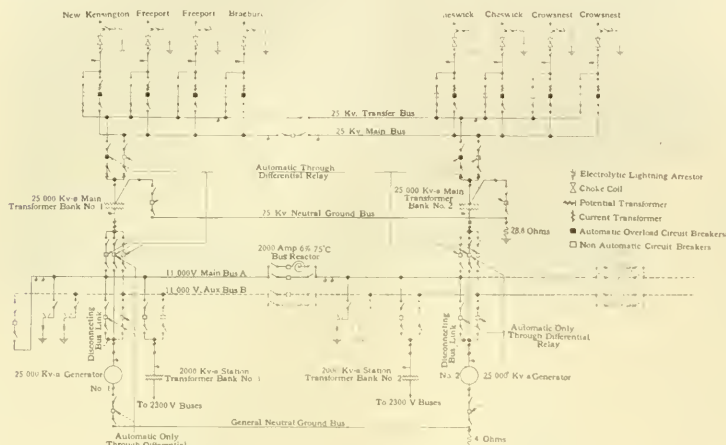 New Kensington Freeport Freeport
Cheswick Crowsnest Crowsnest
25 Kv. Transfer Bus
25 Kv. Main Bus
Automatic Through
Differential Relay
25 000 Kv-a Main
Transformer Bank No. 1
25 000 Kv-a Main
Transformer
Bank No. 2
Kv Neutral Ground Bus
28.8 Ohms
Electrolytic Lightning Arrestor
Choke Coil
Potential Transformer
Current Transformer
Automatic Overload Circuit Breakers
Non Automatic Circuit Breakers
2000 Amp 6% 75°C
Bus Reactor
11,000 V. Main Bus A
11,000 V. Aux Bus B
Disconnecting
Bus Link
Disconnecting
Bus Link
Automatic Only
Through Differential
Relay
25 000 Kv-a Generator
No. 1
2000 Kv-a Station
Transformer Bank No. 1
2000 Kv-a Station
Transformer Bank No. 2
No. 2
25 000 Kv-a Generator
To 2300 V Buses
To 2300 V Buses
General Neutral Ground Bus
Automatic Only
Through Differential
Ohms